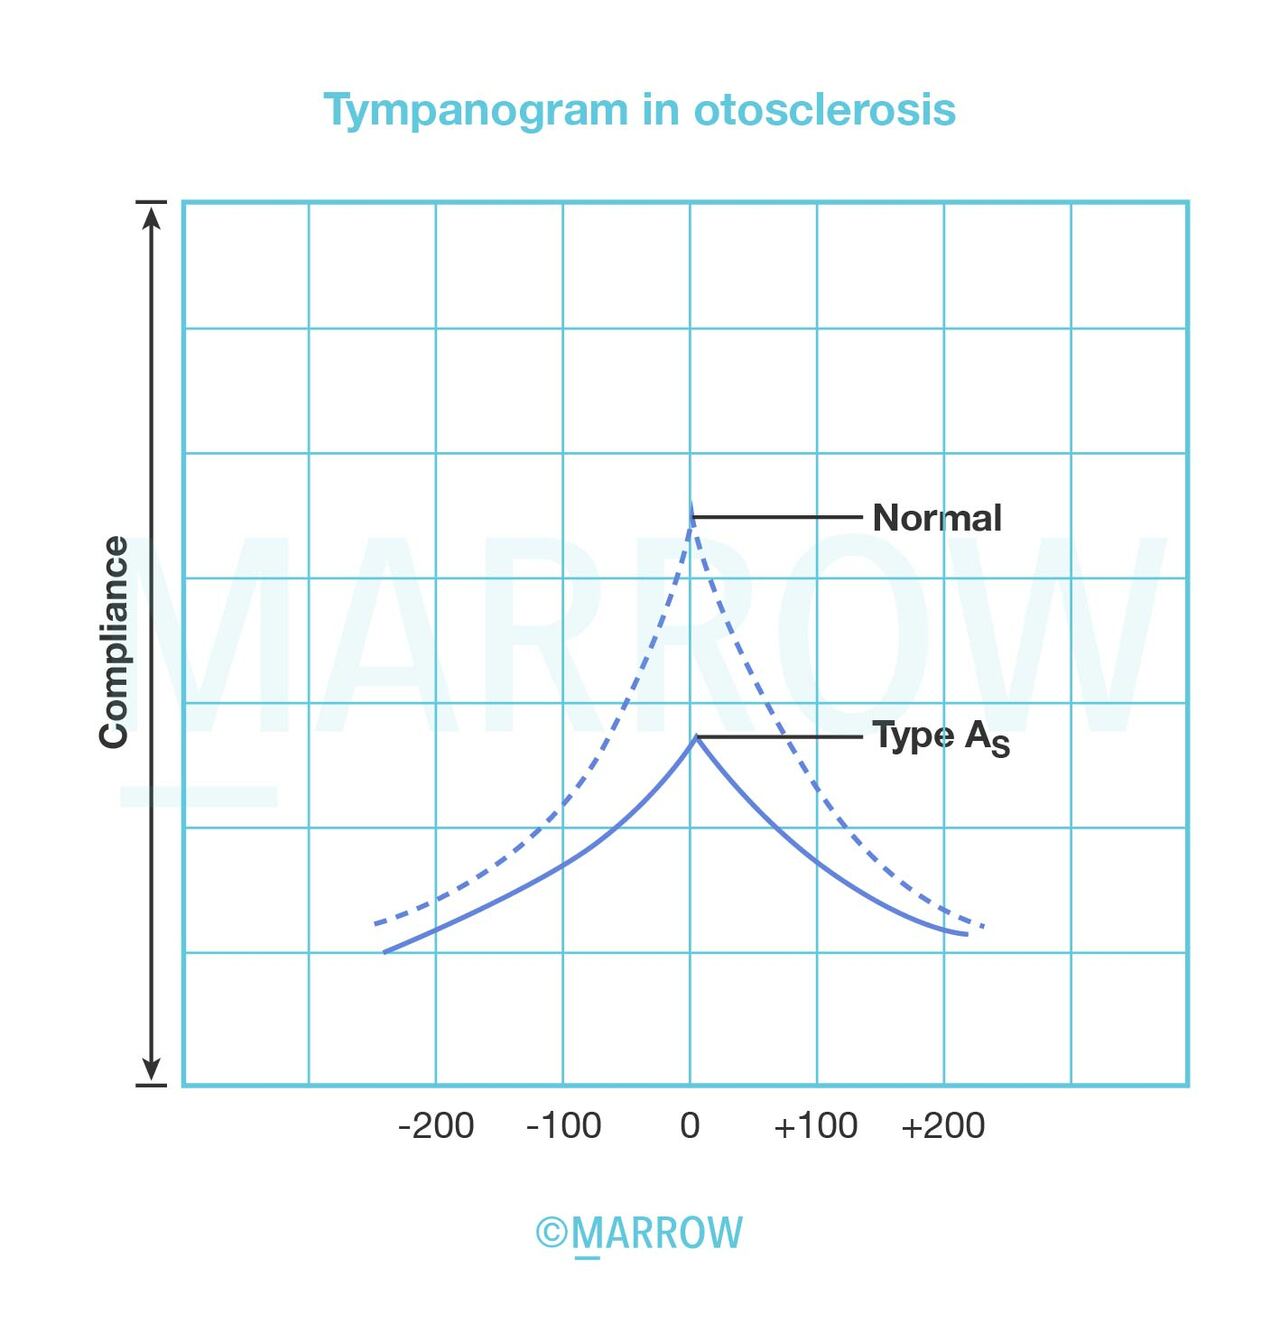 Tympanogram in otosclerosis
Compliance
Normal
MARROW
Type AS
-200 -100 0 +100 +200
©MARROW